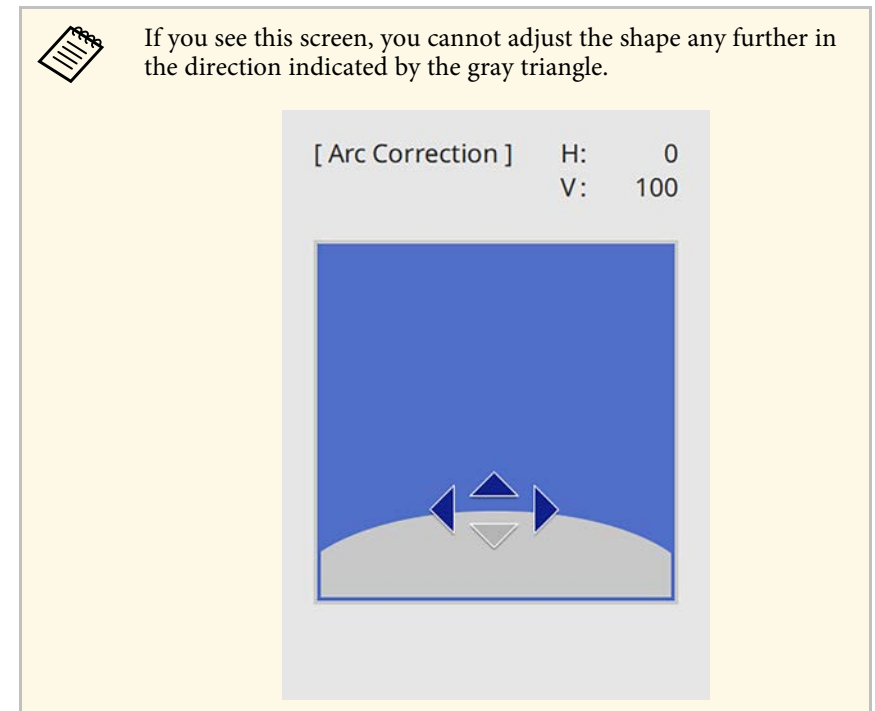 If you see this screen, you cannot adjust the shape any further in
the direction indicated by the gray triangle.
[ Arc Correction ] H: 0
V: 100